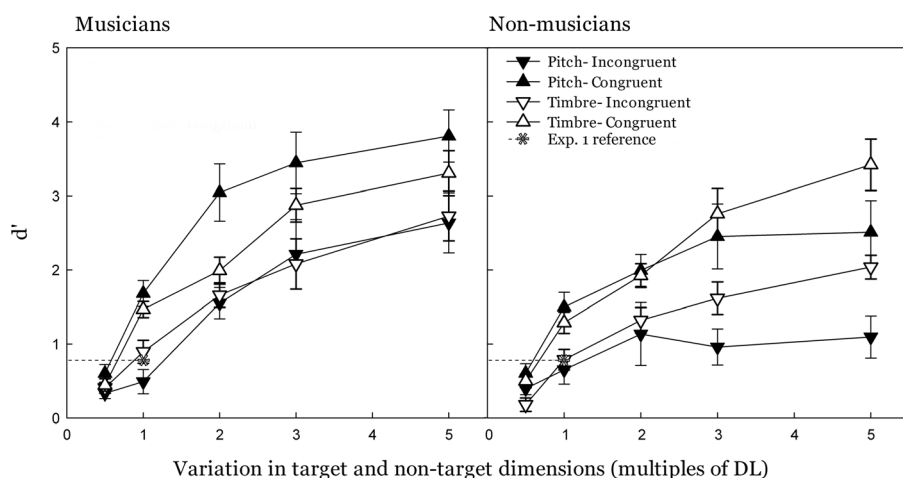 Musicians
Non-musicians
5
4
3
2
1
0
d'
Pitch- Incongruent
Pitch- Congruent
Timbre- Incongruent
Timbre- Congruent
Exp. 1 reference
0 1 2 3 4 5
0 1 2 3 4 5
Variation in target and non-target dimensions (multiples of DL)